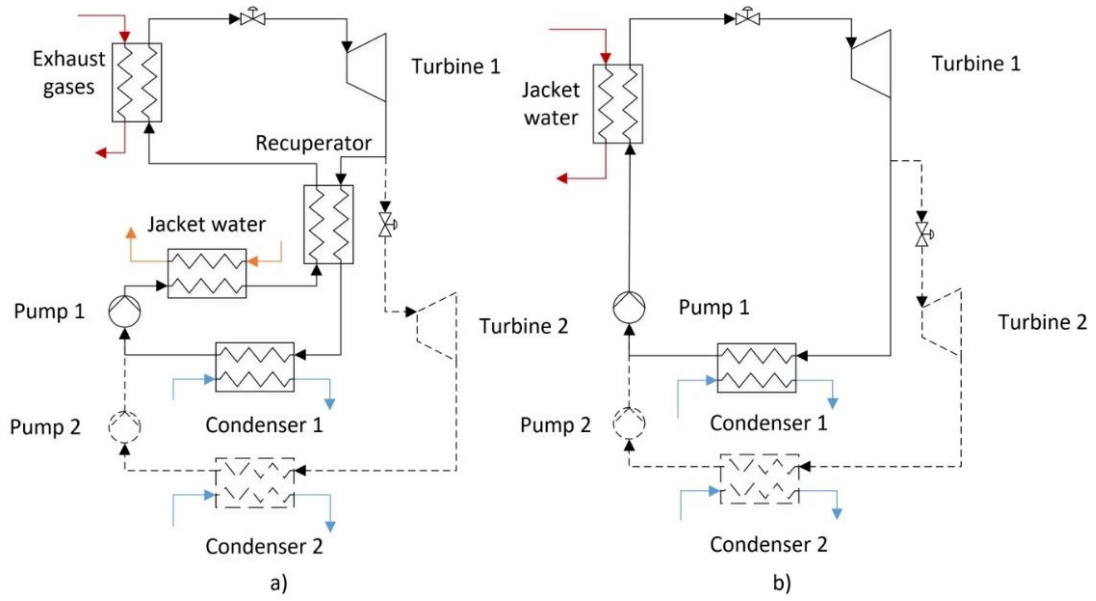 Exhaust
gases
Turbine 1
Recuperator
Jacket water
Pump 1
Turbine 2
Condenser 1
Pump 2
Condenser 2
a)
Jacket
water
Turbine 1
Pump 1
Turbine 2
Condenser 1
Pump 2
Condenser 2
b)